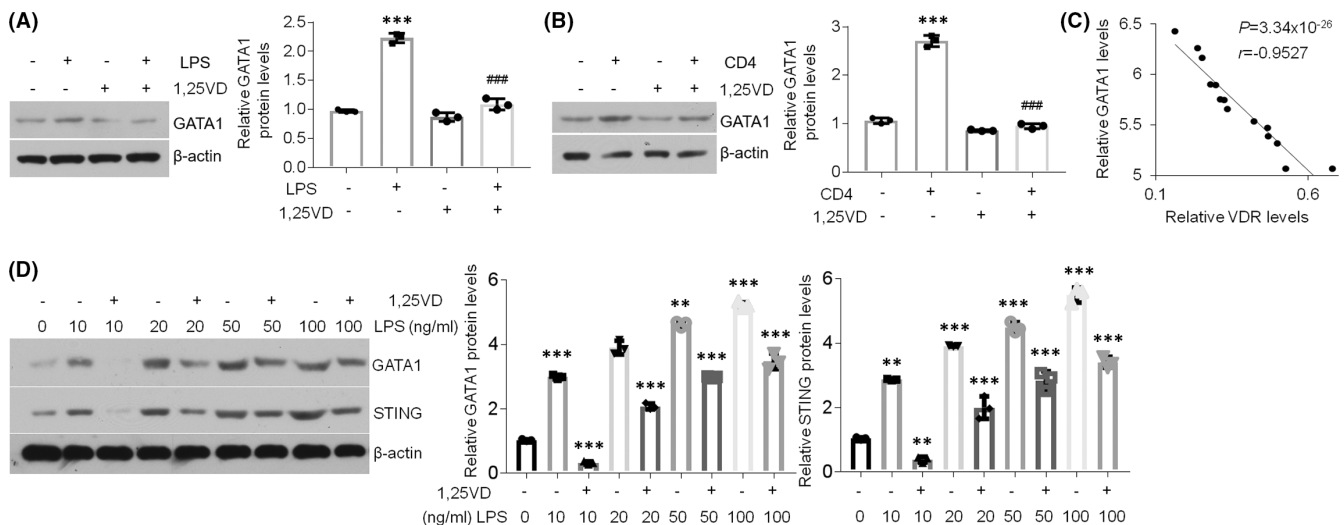 (A)
- + - + LPS
- - + + 1,25VD
GATA1
β-actin
Relative GATA1
protein levels
2.5
2.0
1.5
1.0
0.5
0.0
***
###
LPS - + - +
1,25VD - - + +
(B)
- + - + CD4
- - + + 1,25VD
GATA1
β-actin
Relative GATA1
protein levels
3
2
1
0
***
###
CD4 - + - +
1,25VD - - + +
(C)
Relative GATA1 levels
6.5
6
5.5
5
P=3.34x10-26
r=-0.9527
0.1 0.6
Relative VDR levels
(D)
- - + - + - + - + 1,25VD
0 10 10 20 20 50 50 100 100 LPS (ng/ml)
GATA1
STING
β-actin
Relative GATA1 protein levels
6
4
2
0
***
***
***
**
***
***
***
1,25VD - - + - + - + - +
(ng/ml) LPS 0 10 10 20 20 50 50 100 100
Relative STING protein levels
6
4
2
0
**
**
***
***
***
***
***
***
- - + - + - + - +
0 10 10 20 20 50 50 100 100